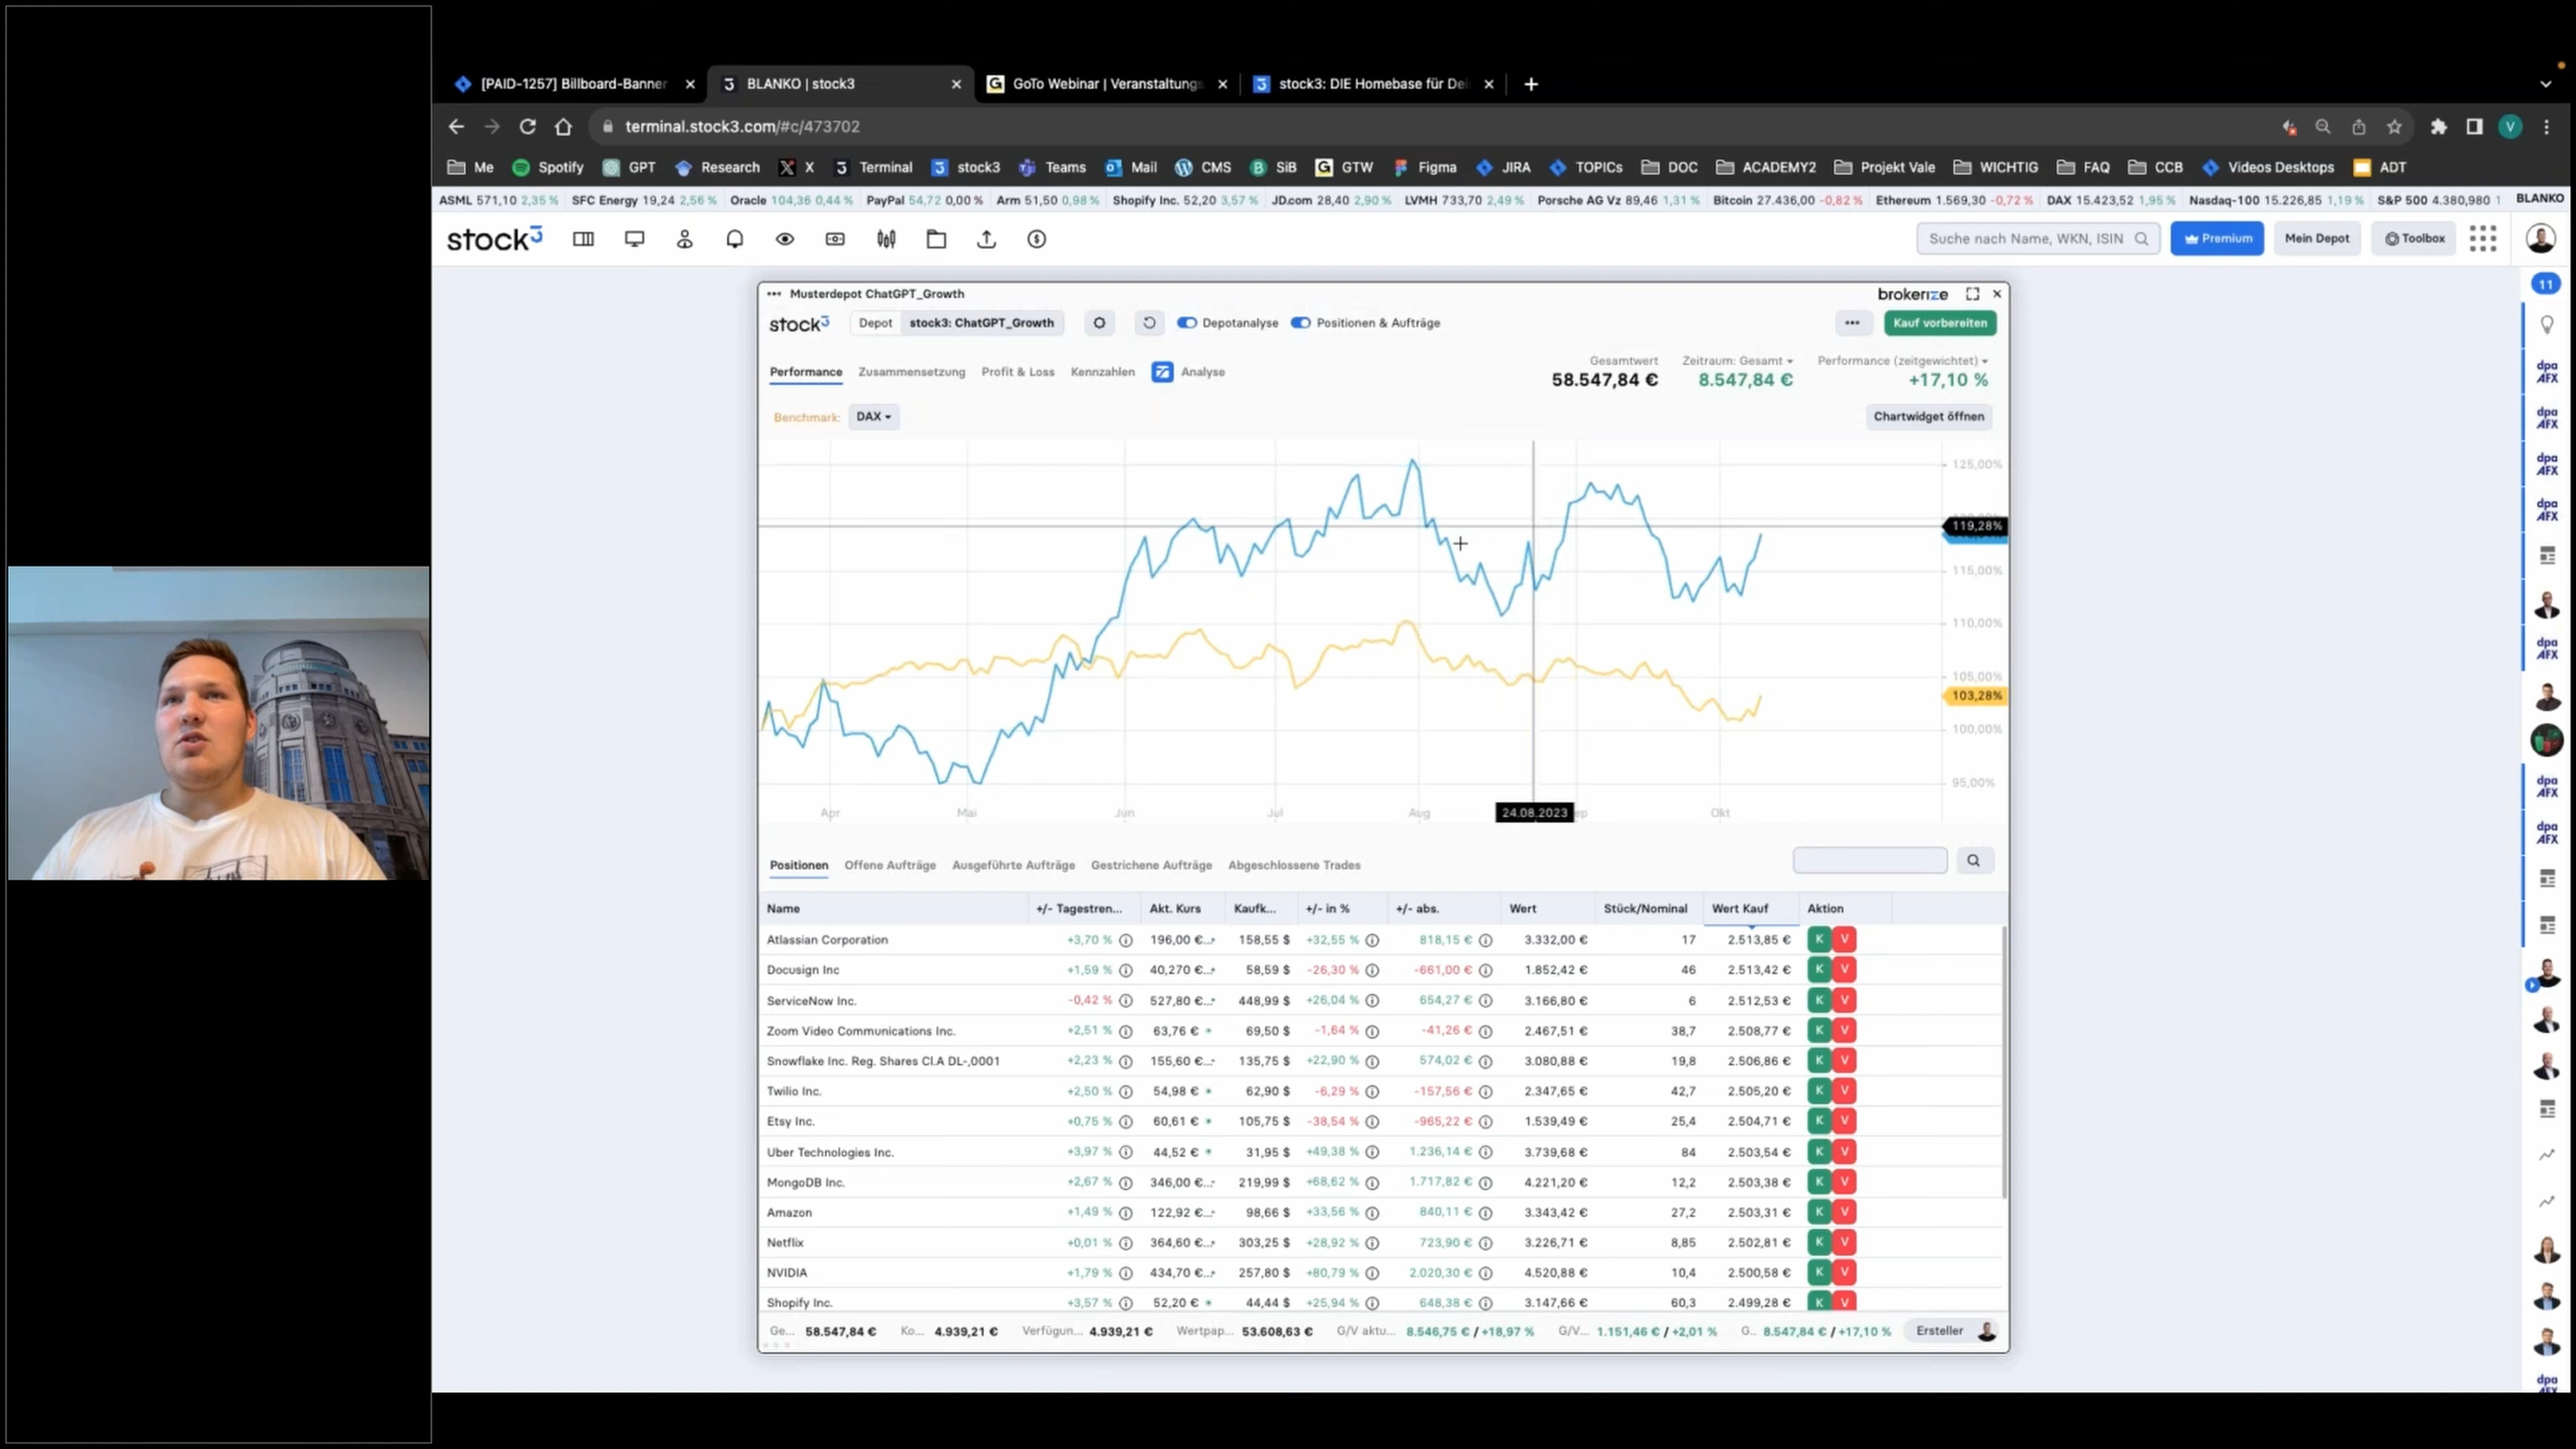 [PAID-1257] Billboard-Banner
BLANKO | stock3
GoTo Webinar | Veranstaltungs
stock3: DIE Homebase für Dei
terminal.stock3.com/#c/473702
V
Me Spotify GPT Research X Terminal stock3 Teams Mail CMS SiB GTW Figma JIRA TOPICs DOC ACADEMY2 Projekt Vale WICHTIG FAQ CCB Videos Desktops ADT
ASML 571,10 2,35 % SFC Energy 19,24 2,56 % Oracle 104,36 0,44 % PayPal 54,72 0,00 % Arm 51,50 0,98 % Shopify Inc. 52,20 3,57 % JD.com 28,40 2,90 % LVMH 733,70 2,49 % Porsche AG Vz 89,46 1,31 % Bitcoin 27.436,00 -0,82 % Ethereum 1.569,30 -0,72 % DAX 15.423,52 1,95 % Nasdaq-100 15.226,85 1,19 % S&P 500 4.380,980 1 BLANKO
stock3 Suche nach Name, WKN, ISIN Premium Mein Depot Toolbox
11
Musterdepot ChatGPT_Growth brokerize
stock3 Depot stock3: ChatGPT_Growth Depotanalyse Positionen & Aufträge Kauf vorbereiten
Performance Zusammensetzung Profit & Loss Kennzahlen Analyse
Gesamtwert Zeitraum: Gesamt Performance (zeitgewichtet)
58.547,84 € 8.547,84 € +17,10 %
Benchmark: DAX Chartwidget öffnen
125,00%
119,28%
115,00%
110,00%
105,00%
103,28%
100,00%
95,00%
Apr Mai Jun Jul Aug 24.08.2023 ep Okt
Positionen Offene Aufträge Ausgeführte Aufträge Gestrichene Aufträge Abgeschlossene Trades
Name +/- Tagestren... Akt. Kurs Kaufk... +/- in % +/- abs. Wert Stück/Nominal Wert Kauf Aktion
Atlassian Corporation +3,70 % 196,00 €... 158,55 $ +32,55 % 818,15 € 3.332,00 € 17 2.513,85 € K V
Docusign Inc +1,59 % 40,270 €... 58,59 $ -26,30 % -661,00 € 1.852,42 € 46 2.513,42 € K V
ServiceNow Inc. -0,42 % 527,80 €... 448,99 $ +26,04 % 654,27 € 3.166,80 € 6 2.512,53 € K V
Zoom Video Communications Inc. +2,51 % 63,76 € 69,50 $ -1,64 % -41,26 € 2.467,51 € 38,7 2.508,77 € K V
Snowflake Inc. Reg. Shares Cl.A DL-,0001 +2,23 % 155,60 €... 135,75 $ +22,90 % 574,02 € 3.080,88 € 19,8 2.506,86 € K V
Twilio Inc. +2,50 % 54,98 € 62,90 $ -6,29 % -157,56 € 2.347,65 € 42,7 2.505,20 € K V
Etsy Inc. +0,75 % 60,61 € 105,75 $ -38,54 % -965,22 € 1.539,49 € 25,4 2.504,71 € K V
Uber Technologies Inc. +3,97 % 44,52 € 31,95 $ +49,38 % 1.236,14 € 3.739,68 € 84 2.503,54 € K V
MongoDB Inc. +2,67 % 346,00 €... 219,99 $ +68,62 % 1.717,82 € 4.221,20 € 12,2 2.503,38 € K V
Amazon +1,49 % 122,92 €... 98,66 $ +33,56 % 840,11 € 3.343,42 € 27,2 2.503,31 € K V
Netflix +0,01 % 364,60 €... 303,25 $ +28,92 % 723,90 € 3.226,71 € 8,85 2.502,81 € K V
NVIDIA +1,79 % 434,70 €... 257,80 $ +80,79 % 2.020,30 € 4.520,88 € 10,4 2.500,58 € K V
Shopify Inc. +3,57 % 52,20 € 44,44 $ +25,94 % 648,38 € 3.147,66 € 60,3 2.499,28 € K V
Ge... 58.547,84 € Ko... 4.939,21 € Verfügun... 4.939,21 € Wertpap... 53.608,63 € G/V aktu... 8.546,75 € / +18,97 % G/V... 1.151,46 € / +2,01 % G.. 8.547,84 € / +17,10 % Ersteller
dpa AFX
dpa AFX
dpa AFX
dpa AFX
dpa AFX
dpa AFX
dpa AFX
dpa